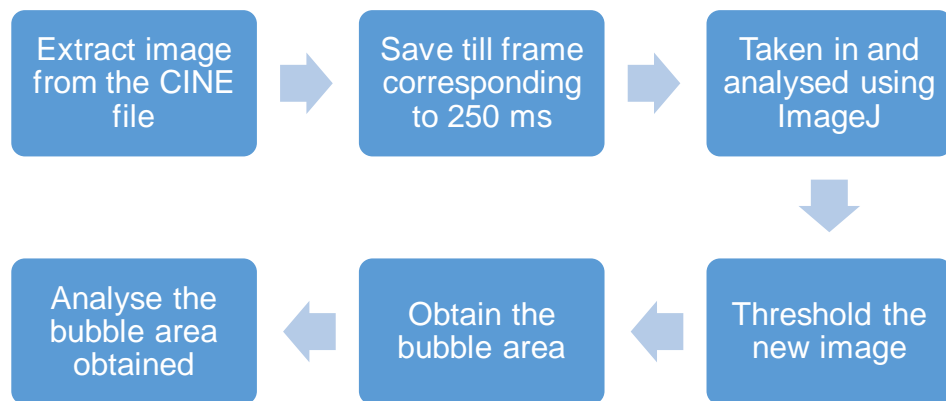 Extract image
from the CINE
file
Save till frame
corresponding
to 250 ms
Taken in and
analysed using
ImageJ
Threshold the
new image
Obtain the
bubble area
Analyse the
bubble area
obtained